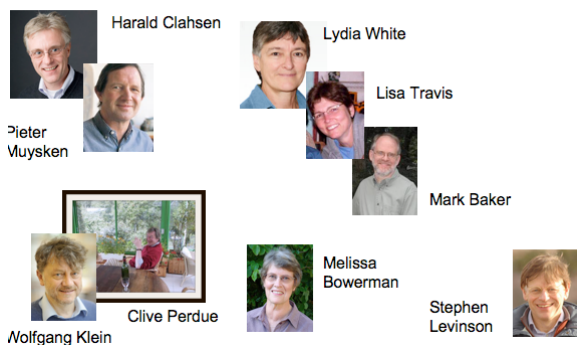 Harald Clahsen
Lydia White
Lisa Travis
Pieter
Muysken
Mark Baker
Melissa
Bowerman
Clive Perdue
Stephen
Levinson
Wolfgang Klein